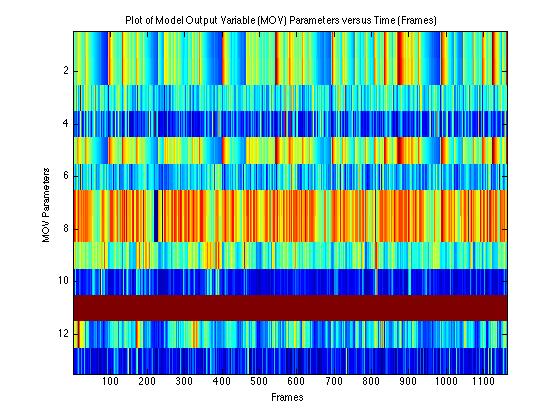 Plot of Model Output Variable (MOV) Parameters versus Time (Frames)
2
4
6
8
10
12
MOV Parameters
100 200 300 400 500 600 700 800 900 1000 1100
Frames